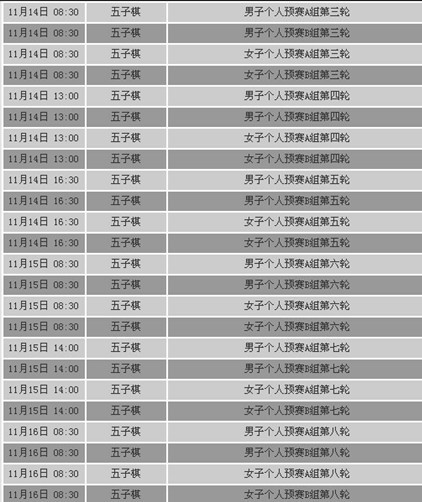 11月14日 08:30 五子棋 男子个人预赛A组第三轮
11月14日 08:30 五子棋 男子个人预赛B组第三轮
11月14日 08:30 五子棋 女子个人预赛A组第三轮
11月14日 08:30 五子棋 女子个人预赛B组第三轮
11月14日 13:00 五子棋 男子个人预赛A组第四轮
11月14日 13:00 五子棋 男子个人预赛B组第四轮
11月14日 13:00 五子棋 女子个人预赛A组第四轮
11月14日 13:00 五子棋 女子个人预赛B组第四轮
11月14日 16:30 五子棋 男子个人预赛A组第五轮
11月14日 16:30 五子棋 男子个人预赛B组第五轮
11月14日 16:30 五子棋 女子个人预赛A组第五轮
11月14日 16:30 五子棋 女子个人预赛B组第五轮
11月15日 08:30 五子棋 男子个人预赛A组第六轮
11月15日 08:30 五子棋 男子个人预赛B组第六轮
11月15日 08:30 五子棋 女子个人预赛A组第六轮
11月15日 08:30 五子棋 女子个人预赛B组第六轮
11月15日 14:00 五子棋 男子个人预赛A组第七轮
11月15日 14:00 五子棋 男子个人预赛B组第七轮
11月15日 14:00 五子棋 女子个人预赛A组第七轮
11月15日 14:00 五子棋 女子个人预赛B组第七轮
11月16日 08:30 五子棋 男子个人预赛A组第八轮
11月16日 08:30 五子棋 男子个人预赛B组第八轮
11月16日 08:30 五子棋 女子个人预赛A组第八轮
11月16日 08:30 五子棋 女子个人预赛B组第八轮